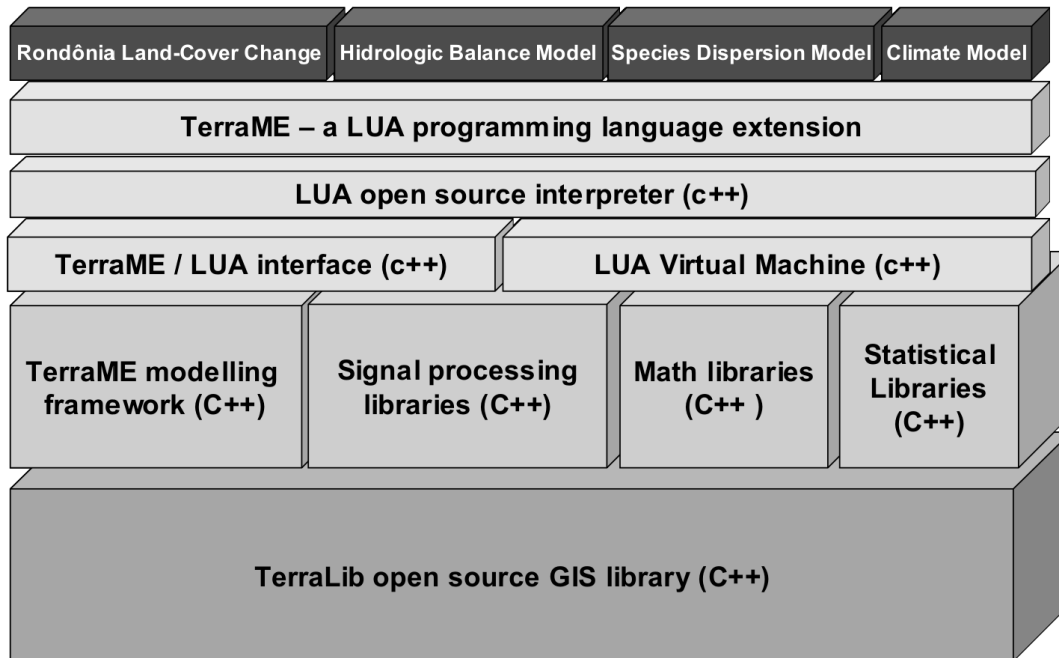 Rondônia Land-Cover Change
Hidrologic Balance Model
Species Dispersion Model
Climate Model
TerraME – a LUA programming language extension
LUA open source interpreter (c++)
TerraME / LUA interface (c++)
LUA Virtual Machine (c++)
TerraME modelling
framework (C++)
Signal processing
libraries (C++)
Math libraries
(C++ )
Statistical
Libraries
(C++)
TerraLib open source GIS library (C++)